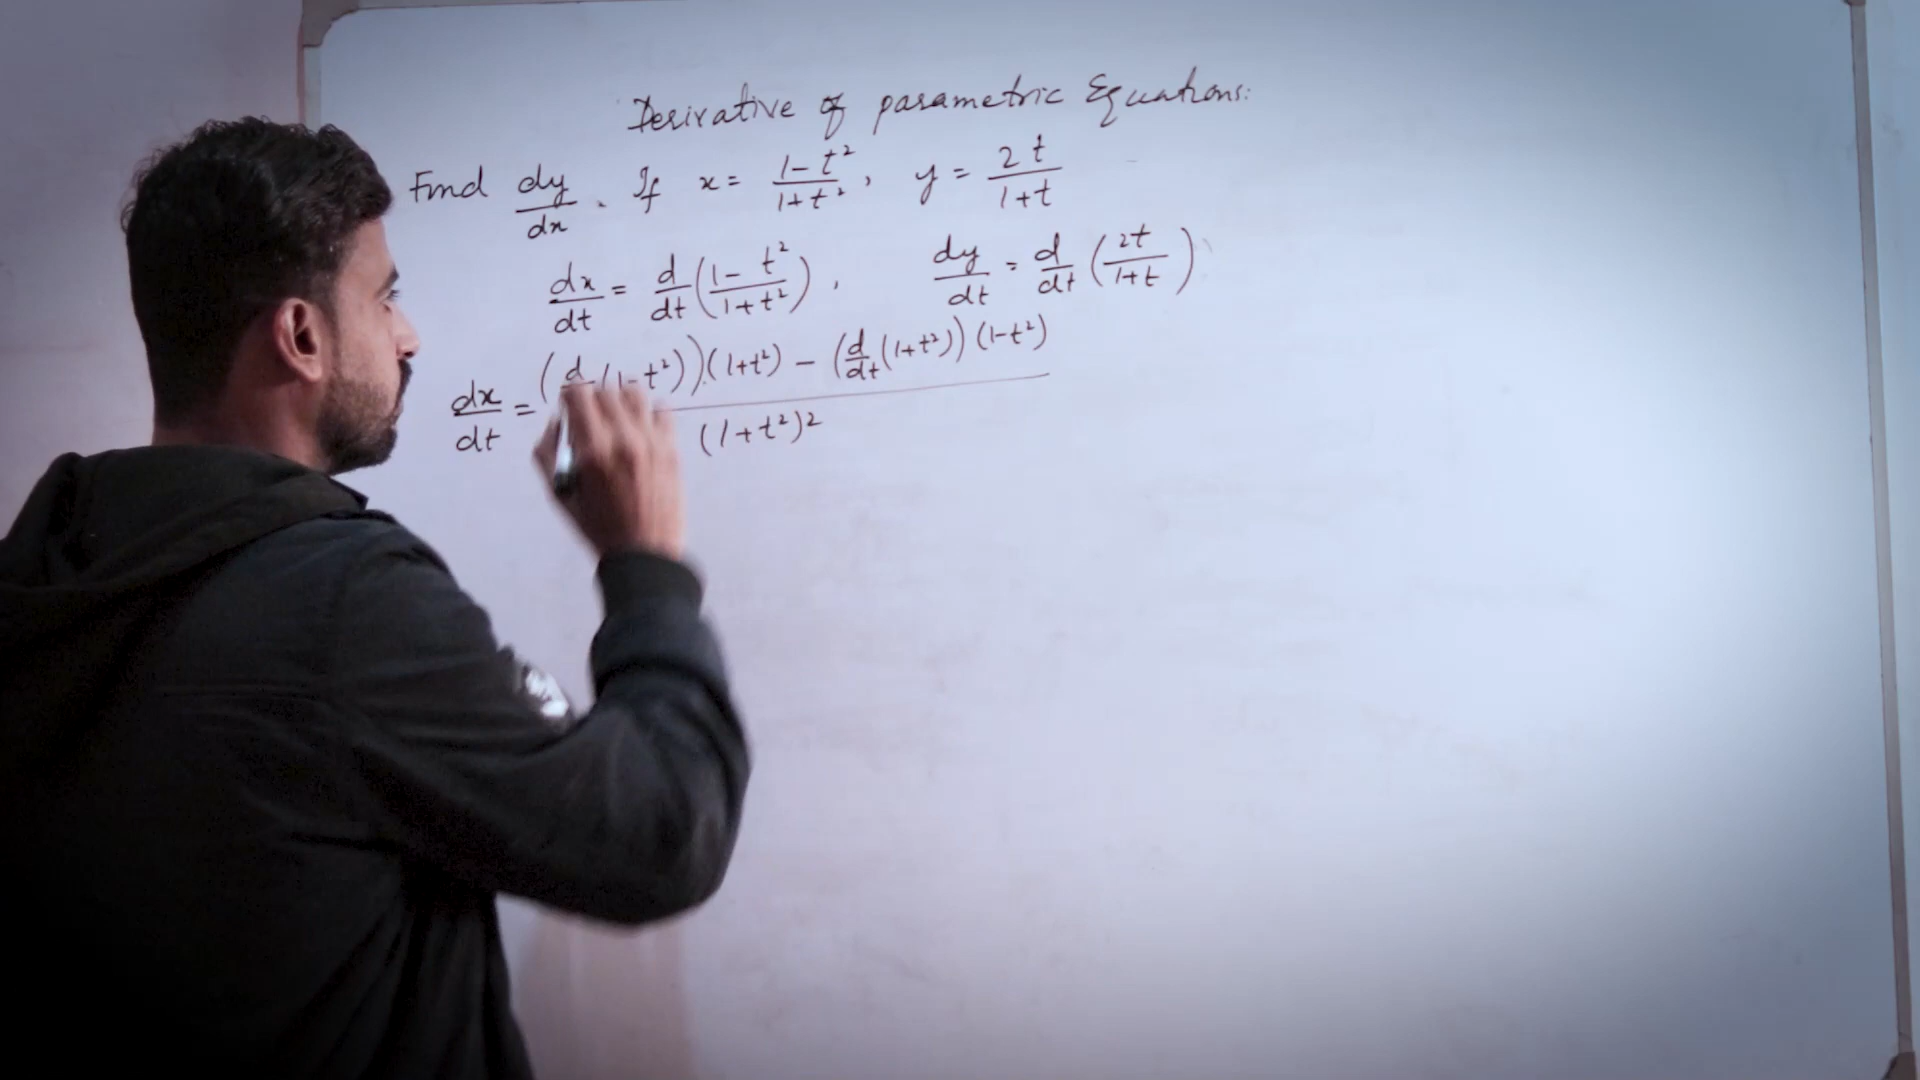 Derivative of parametric Equations:
Find dy/dx . If x = (1-t²)/(1+t²) , y = 2t/(1+t)
dx/dt = d/dt ((1-t²)/(1+t²)) , dy/dt = d/dt (2t/(1+t))
dx/dt = (d (1-t²)).(1+t²) - (d/dt (1+t²)) (1-t²) / (1+t²)²